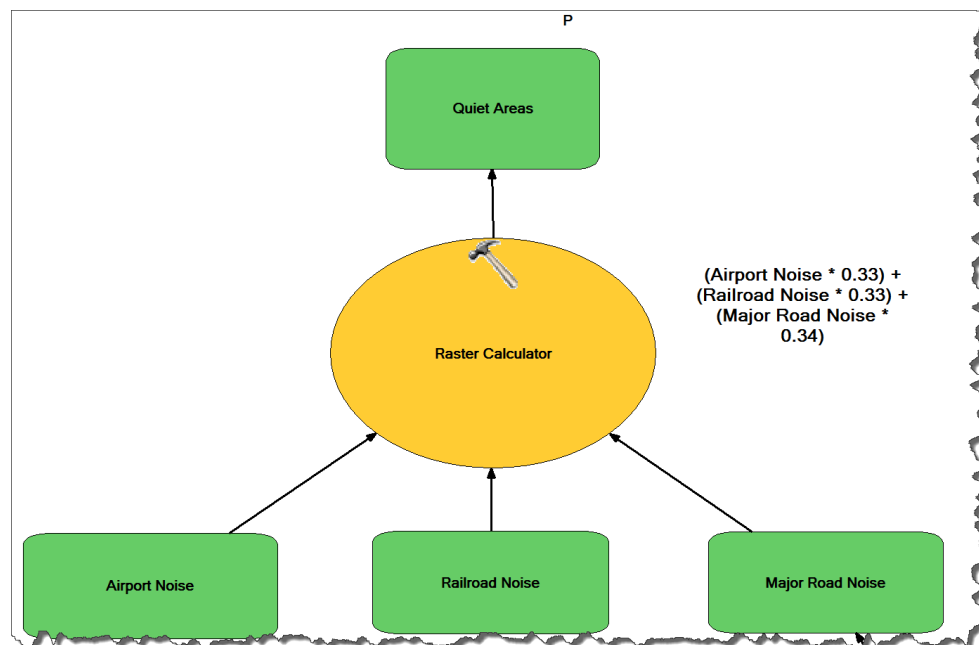 P
Quiet Areas
Raster Calculator
(Airport Noise * 0.33) +
(Railroad Noise * 0.33) +
(Major Road Noise *
0.34)
Airport Noise
Railroad Noise
Major Road Noise